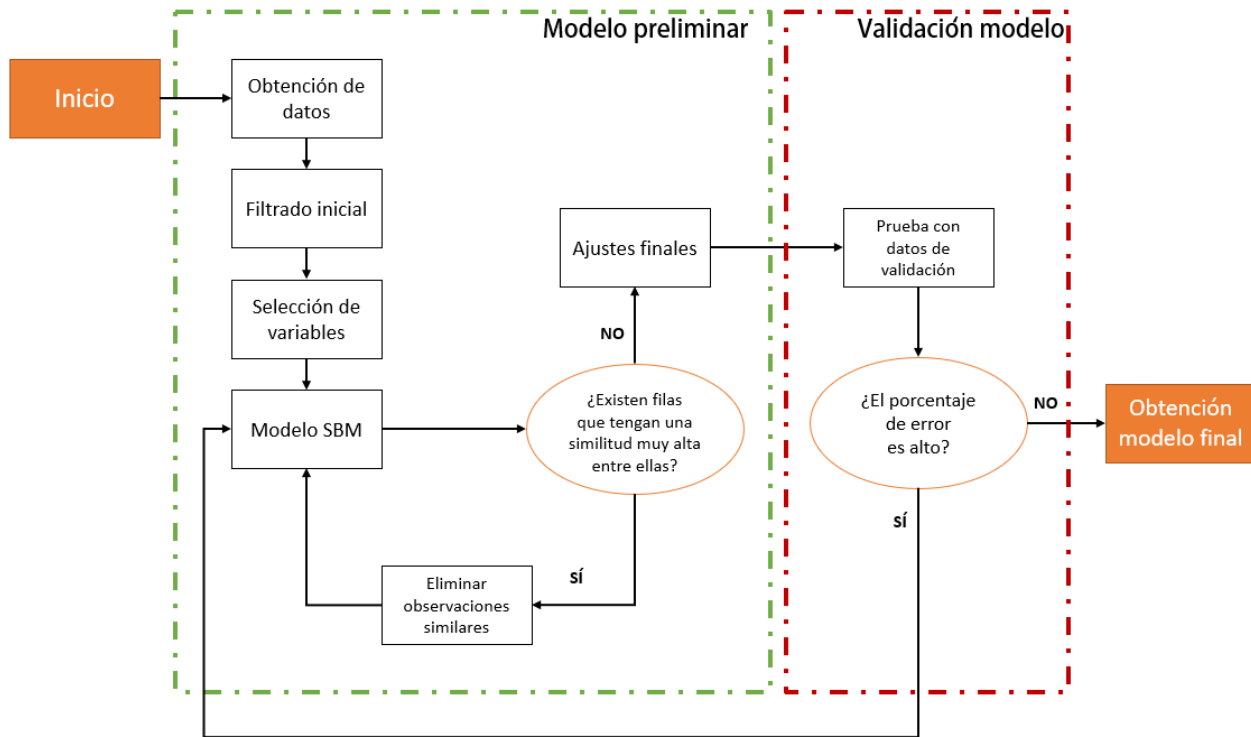 Modelo preliminar
Validación modelo
Inicio
Obtención de
datos
Filtrado inicial
Selección de
variables
Modelo SBM
¿Existen filas
que tengan una
similitud muy alta
entre ellas?
NO
Ajustes finales
SÍ
Eliminar
observaciones
similares
Prueba con
datos de
validación
¿El porcentaje
de error
es alto?
NO
SÍ
Obtención
modelo final